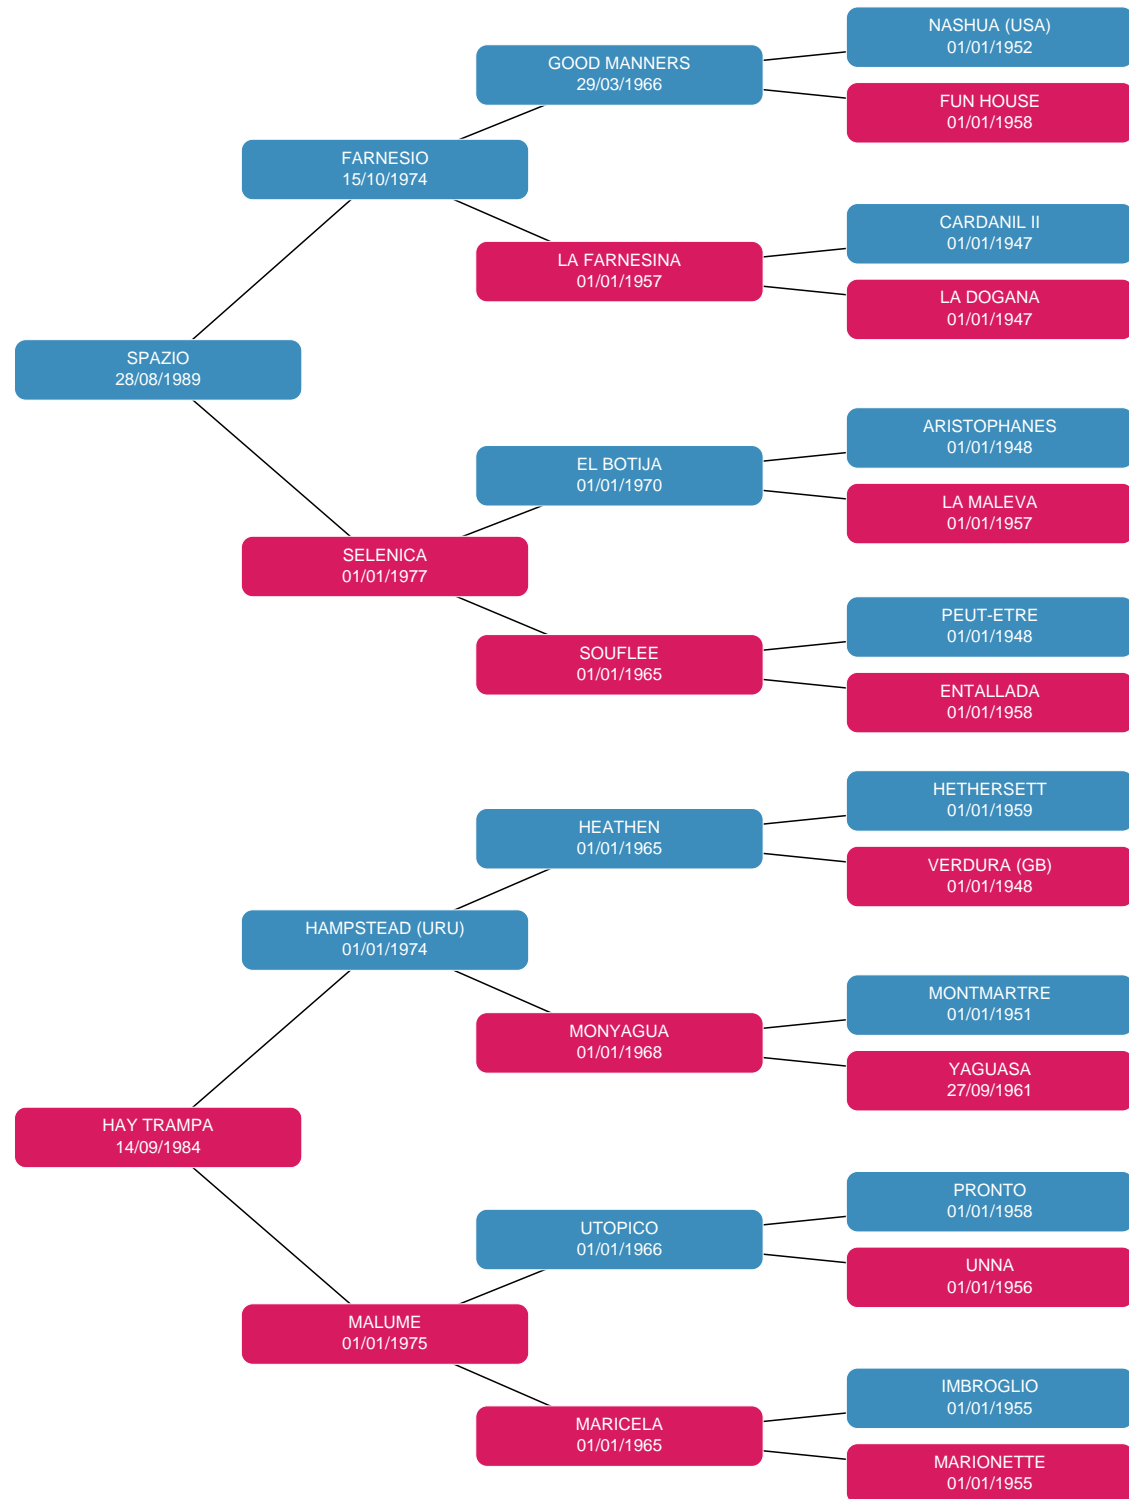 NASHUA (USA)
01/01/1952
GOOD MANNERS
29/03/1966
FUN HOUSE
01/01/1958
FARNESIO
15/10/1974
CARDANIL II
01/01/1947
LA FARNESINA
01/01/1957
LA DOGANA
01/01/1947
SPAZIO
28/08/1989
ARISTOPHANES
01/01/1948
EL BOTIJA
01/01/1970
LA MALEVA
01/01/1957
SELENICA
01/01/1977
PEUT-ETRE
01/01/1948
SOUFLEE
01/01/1965
ENTALLADA
01/01/1958
HETHERSETT
01/01/1959
HEATHEN
01/01/1965
VERDURA (GB)
01/01/1948
HAMPSTEAD (URU)
01/01/1974
MONTMARTRE
01/01/1951
MONYAGUA
01/01/1968
YAGUASA
27/09/1961
HAY TRAMPA
14/09/1984
PRONTO
01/01/1958
UTOPICO
01/01/1966
UNNA
01/01/1956
MALUME
01/01/1975
IMBROGLIO
01/01/1955
MARICELA
01/01/1965
MARIONETTE
01/01/1955